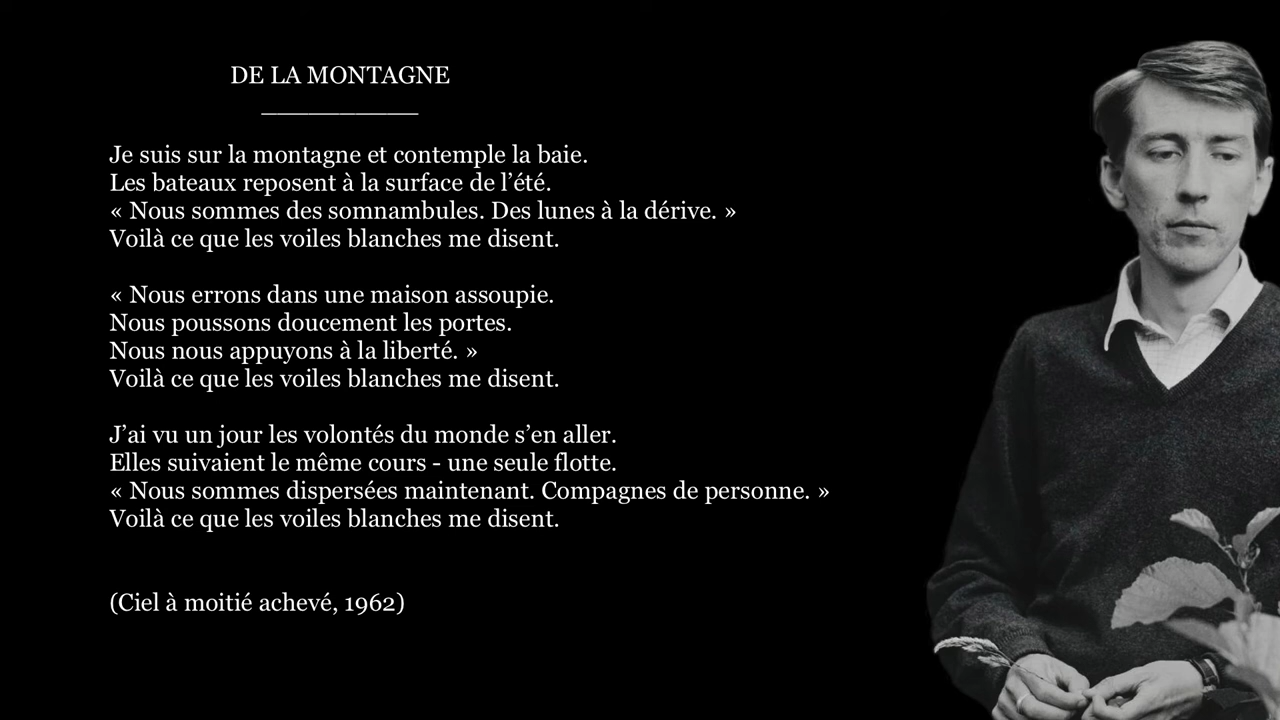 DE LA MONTAGNE
Je suis sur la montagne et contemple la baie.
Les bateaux reposent à la surface de l’été.
« Nous sommes des somnambules. Des lunes à la dérive. »
Voilà ce que les voiles blanches me disent.
« Nous errons dans une maison assoupie.
Nous poussons doucement les portes.
Nous nous appuyons à la liberté. »
Voilà ce que les voiles blanches me disent.
J’ai vu un jour les volontés du monde s’en aller.
Elles suivaient le même cours - une seule flotte.
« Nous sommes dispersées maintenant. Compagnes de personne. »
Voilà ce que les voiles blanches me disent.
(Ciel à moitié achevé, 1962)